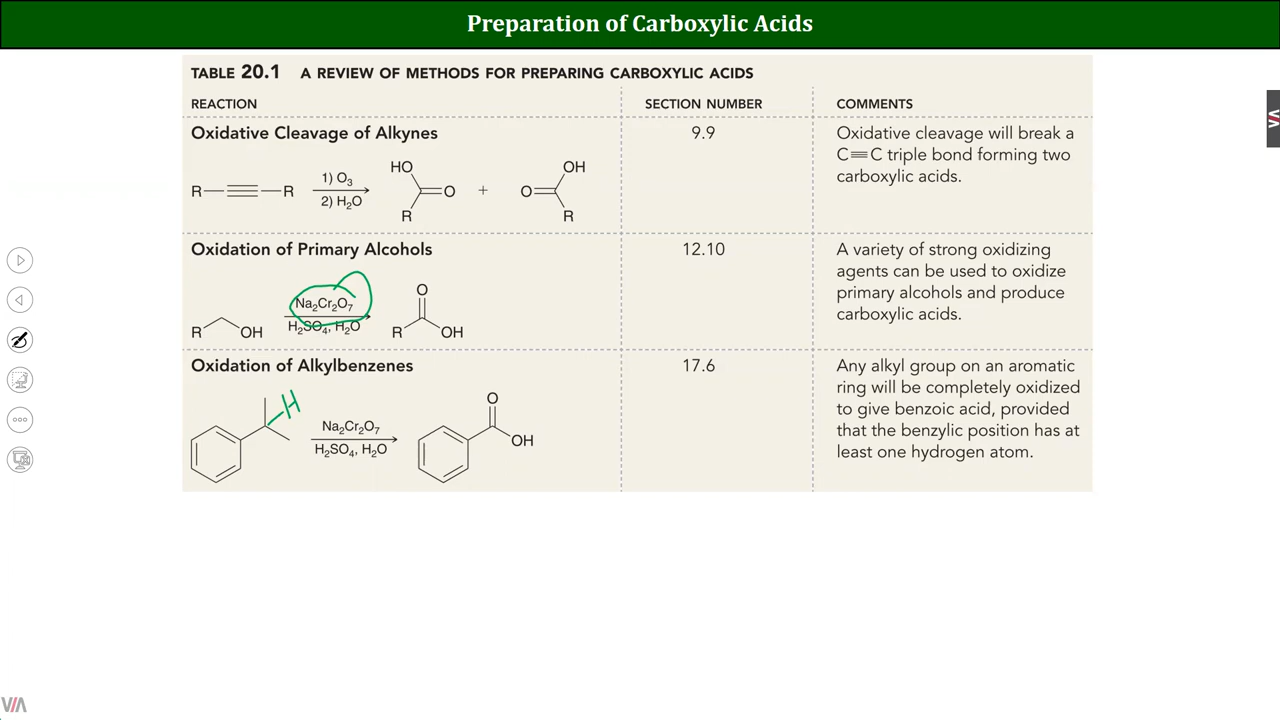 Preparation of Carboxylic Acids
TABLE 20.1 A REVIEW OF METHODS FOR PREPARING CARBOXYLIC ACIDS
REACTION SECTION NUMBER COMMENTS
Oxidative Cleavage of Alkynes 9.9 Oxidative cleavage will break a
C≡C triple bond forming two
carboxylic acids.
HO OH
1) O₃
R R O + O
2) H₂O
R R
Oxidation of Primary Alcohols 12.10 A variety of strong oxidizing
agents can be used to oxidize
primary alcohols and produce
carboxylic acids.
O
Na₂Cr₂O₇
H₂SO₄, H₂O
R OH R OH
Oxidation of Alkylbenzenes 17.6 Any alkyl group on an aromatic
ring will be completely oxidized
to give benzoic acid, provided
that the benzylic position has at
least one hydrogen atom.
H O
Na₂Cr₂O₇
OH
H₂SO₄, H₂O
VIA